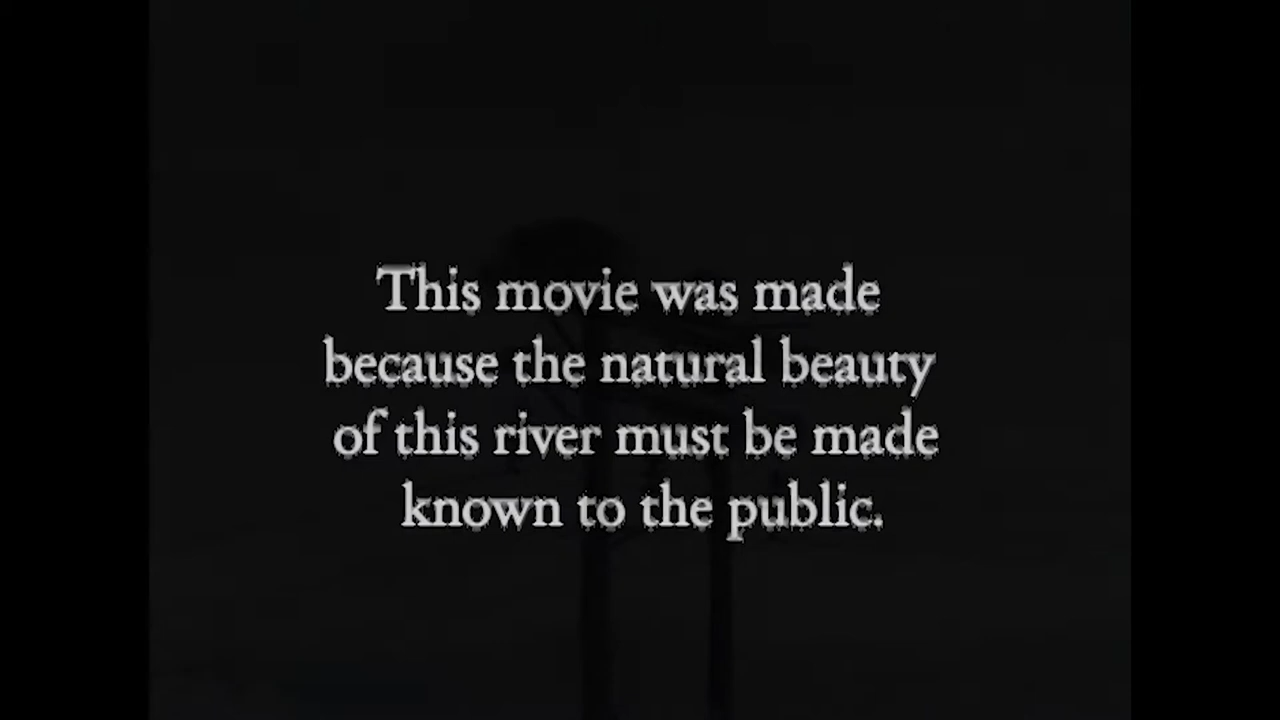 This movie was made
because the natural beauty
of this river must be made
known to the public.